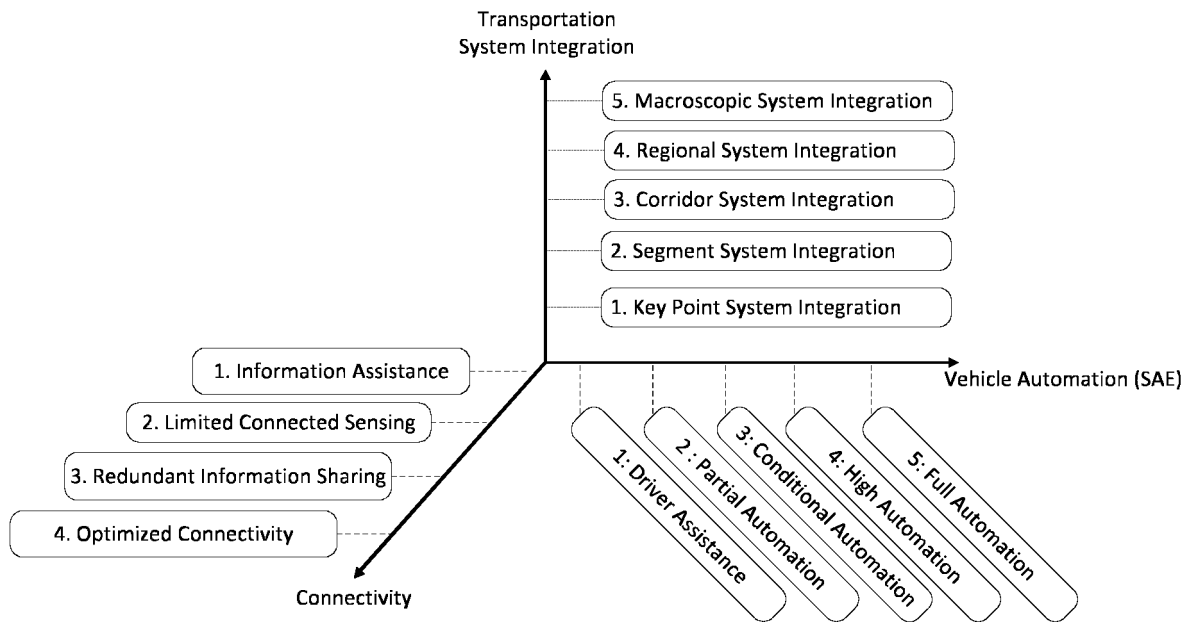 Transportation
System Integration
5. Macroscopic System Integration
4. Regional System Integration
3. Corridor System Integration
2. Segment System Integration
1. Key Point System Integration
1. Information Assistance
2. Limited Connected Sensing
3. Redundant Information Sharing
4. Optimized Connectivity
Connectivity
Vehicle Automation (SAE)
1: Driver Assistance
2 : Partial Automation
3: Conditional Automation
4: High Automation
5: Full Automation